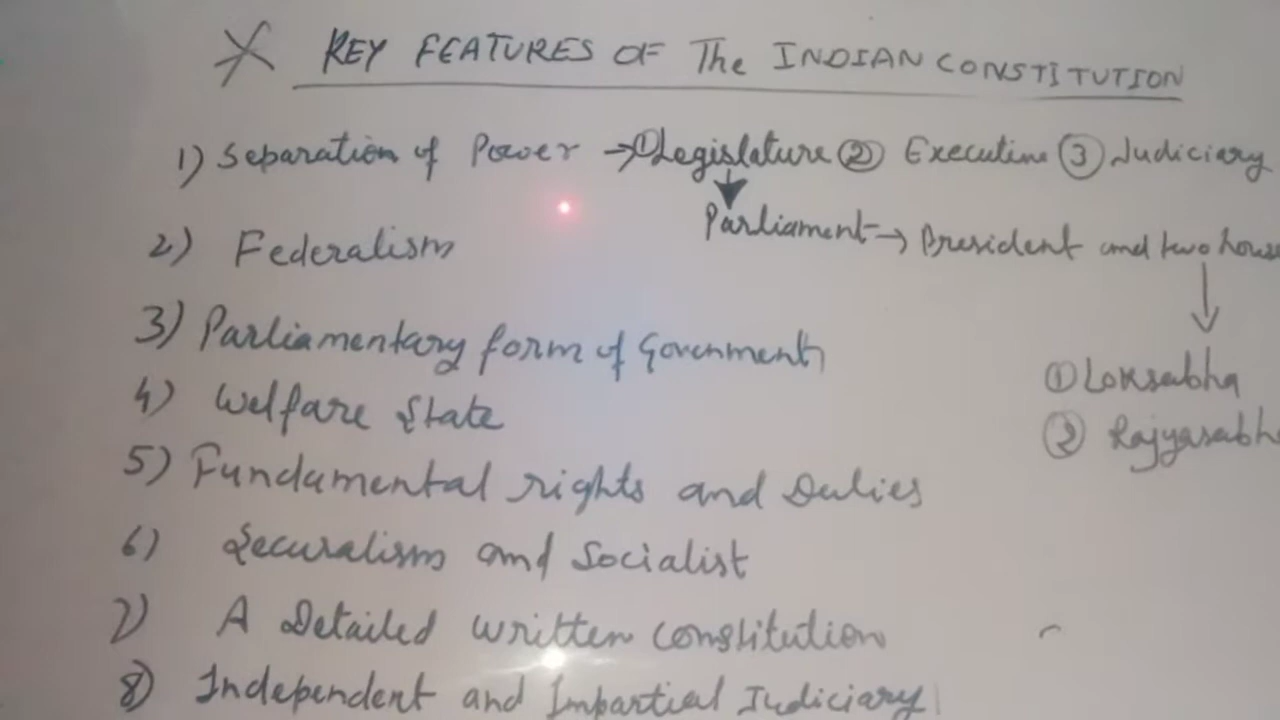 KEY FEATURES OF The INDIAN CONSTITUTION
1) Separation of Power → ① Legislature ② Executive ③ Judiciary
Parliament → President and two house
2) Federalism
3) Parliamentary form of Government
① Loksabha
4) Welfare State
② Rajyasabh
5) Fundamental rights and Duties
6) Securalism and Socialist
7) A Detailed written constitution
8) Independent and Impartial Judiciary